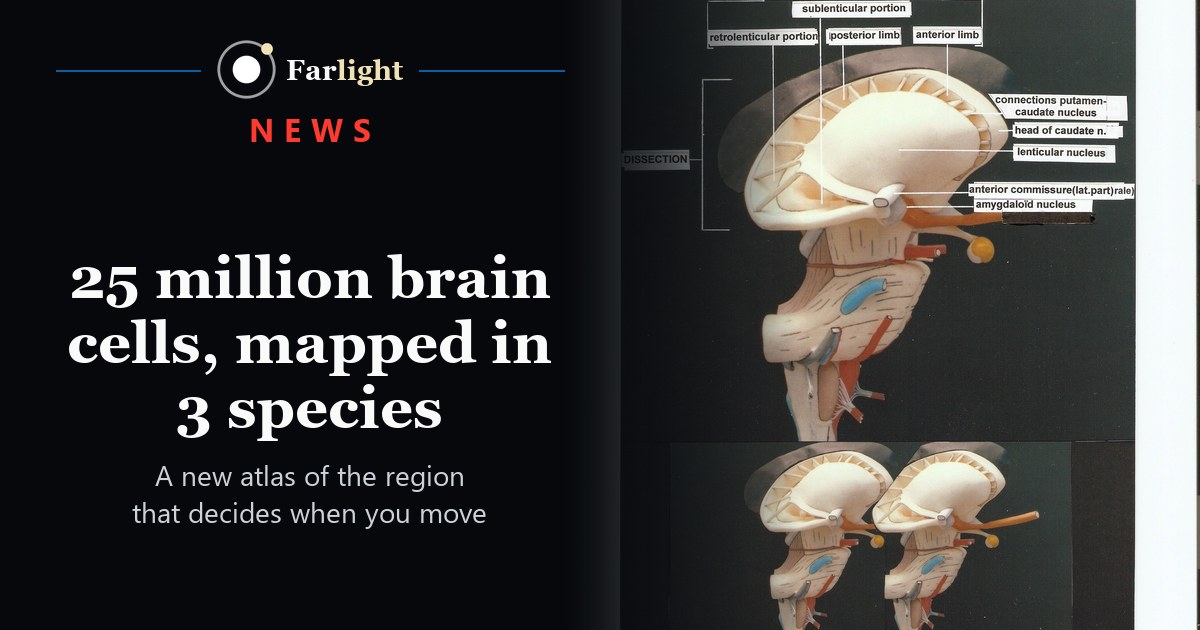 Farlight
NEWS
25 million brain
cells, mapped in
3 species
A new atlas of the region
that decides when you move
sublenticular portion
retrolenticular portion
posterior limb
anterior limb
connections putamen-
caudate nucleus
head of caudate n.
lenticular nucleus
DISSECTION
anterior commissure(lat.part)rale)
amygdaloïd nucleus